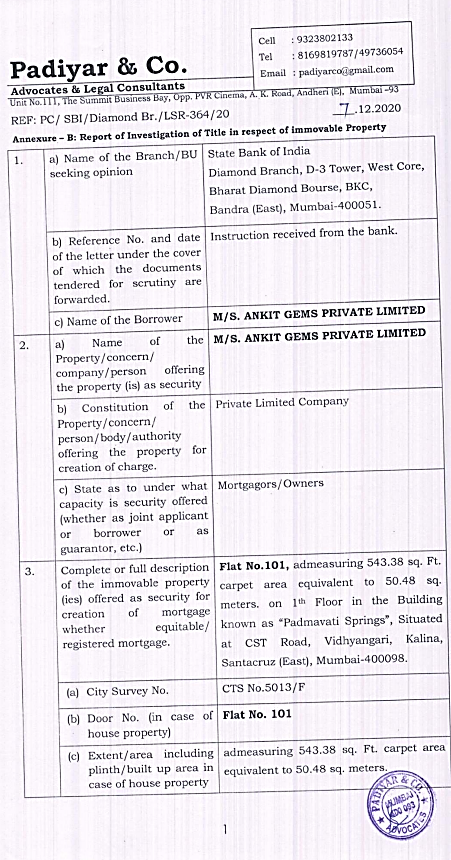 Cell : 9323802133
Tel : 8169819787/49736054
Email : padiyarco@gmail.com
Padiyar & Co.
Advocates & Legal Consultants
Unit No.111, The Summit Business Bay, Opp. PVR Cinema, A. K. Road, Andheri (E), Mumbai –93
REF: PC/ SBI/Diamond Br./LSR-364/20
7.12.2020
Annexure – B: Report of Investigation of Title in respect of immovable Property
1.
a) Name of the Branch/BU
seeking opinion
State Bank of India
Diamond Branch, D-3 Tower, West Core,
Bharat Diamond Bourse, BKC,
Bandra (East), Mumbai-400051.
b) Reference No. and date
of the letter under the cover
of which the documents
tendered for scrutiny are
forwarded.
Instruction received from the bank.
c) Name of the Borrower
M/S. ANKIT GEMS PRIVATE LIMITED
2.
a) Name of the
Property/concern/
company/person offering
the property (is) as security
M/S. ANKIT GEMS PRIVATE LIMITED
b) Constitution of the
Property/concern/
person/body/authority
offering the property for
creation of charge.
Private Limited Company
c) State as to under what
capacity is security offered
(whether as joint applicant
or borrower or as
guarantor, etc.)
Mortgagors/Owners
3.
Complete or full description
of the immovable property
(ies) offered as security for
creation of mortgage
whether equitable/
registered mortgage.
Flat No.101, admeasuring 543.38 sq. Ft.
carpet area equivalent to 50.48 sq.
meters. on 1th Floor in the Building
known as “Padmavati Springs”, Situated
at CST Road, Vidhyangari, Kalina,
Santacruz (East), Mumbai-400098.
(a) City Survey No.
CTS No.5013/F
(b) Door No. (in case of
house property)
Flat No. 101
(c) Extent/area including
plinth/built up area in
case of house property
admeasuring 543.38 sq. Ft. carpet area
equivalent to 50.48 sq. meters.
PADIYAR & CO.
MUMBAI
400 093
ADVOCATES
1